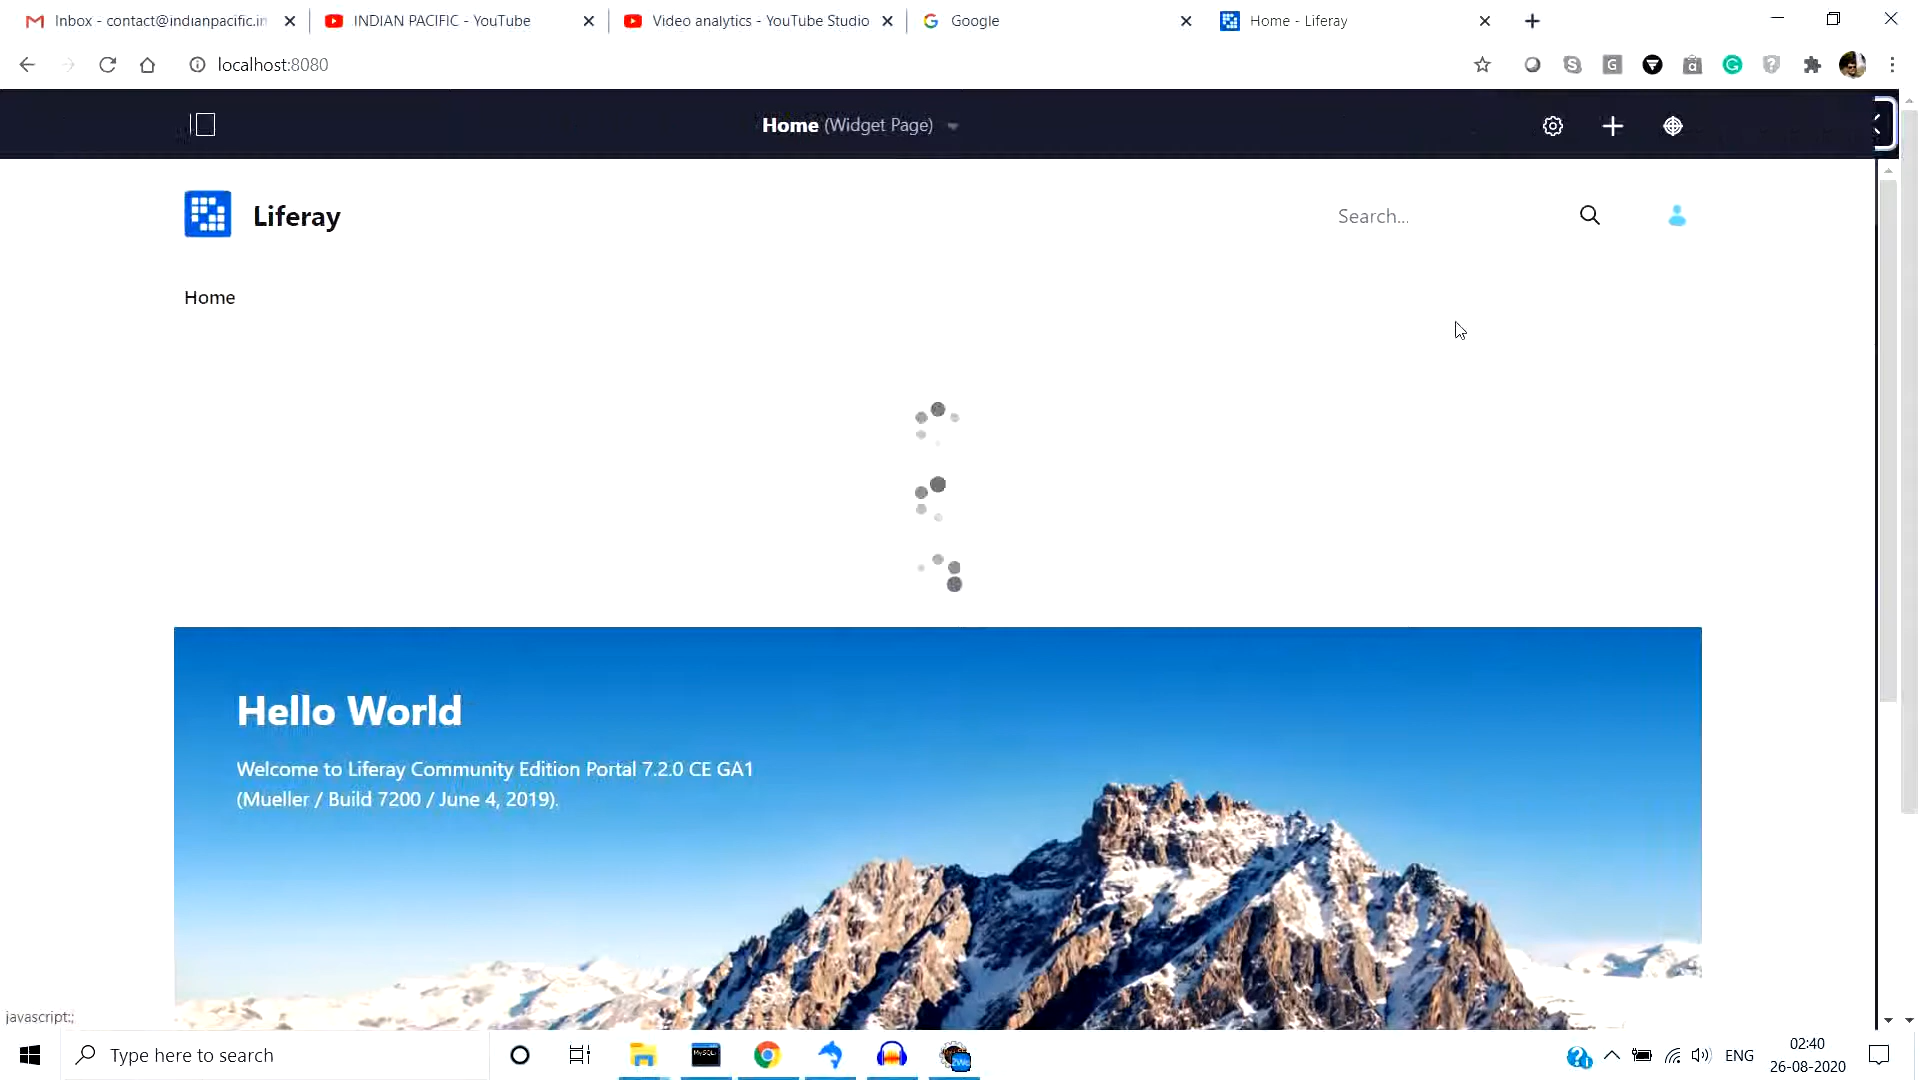 Inbox - contact@indianpacific.in
INDIAN PACIFIC - YouTube
Video analytics - YouTube Studio
Google
Home - Liferay
localhost:8080
Home (Widget Page)
Liferay
Search...
Home
Hello World
Welcome to Liferay Community Edition Portal 7.2.0 CE GA1
(Mueller / Build 7200 / June 4, 2019).
javascript:;
Type here to search
MySQL
ENG
02:40
26-08-2020